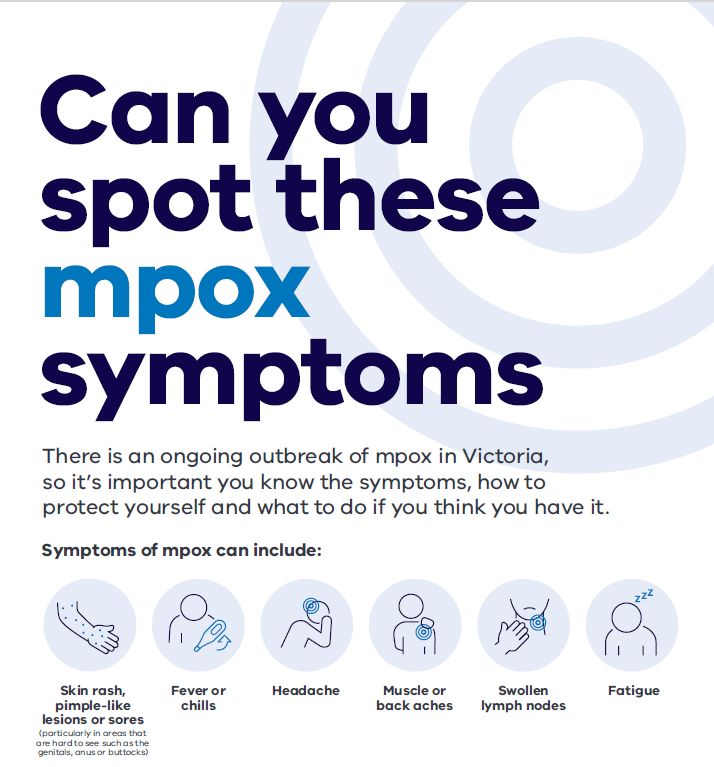 Can you
spot these
mpox
symptoms
There is an ongoing outbreak of mpox in Victoria,
so it's important you know the symptoms, how to
protect yourself and what to do if you think you have it.
Symptoms of mpox can include:
zzz
Skin rash,
pimple-like
lesions or sores
(particularly in areas that
are hard to see such as the
genitals, anus or buttocks)
Fever or
chills
Headache
Muscle or
back aches
Swollen
lymph nodes
Fatigue